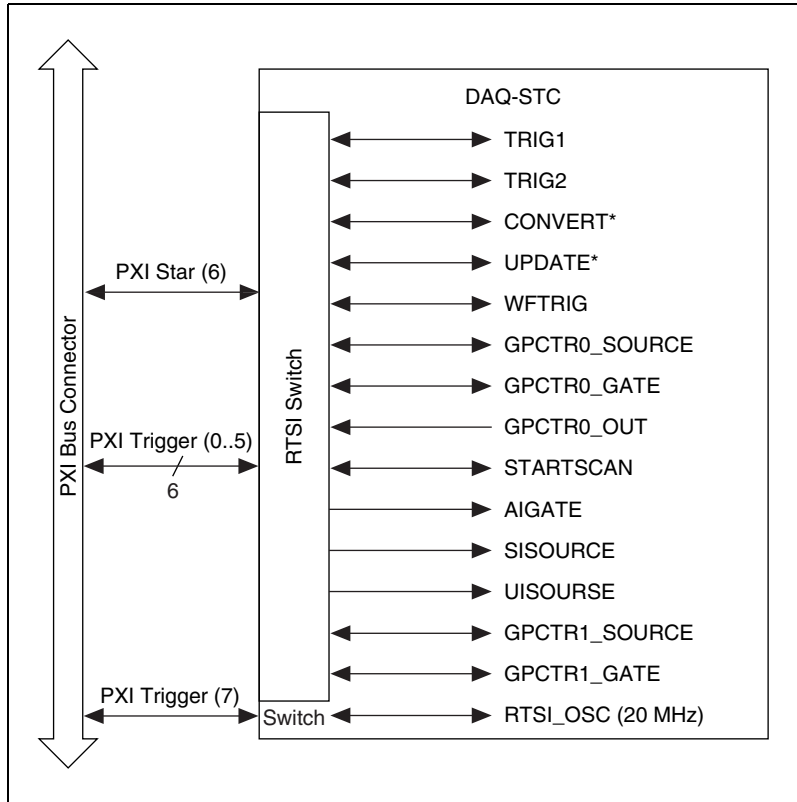 DAQ-STC
TRIG1
TRIG2
CONVERT*
UPDATE*
WFTRIG
GPCTR0_SOURCE
GPCTR0_GATE
GPCTR0_OUT
STARTSCAN
AIGATE
SISOURCE
UISOURSE
GPCTR1_SOURCE
GPCTR1_GATE
RTSI_OSC (20 MHz)
PXI Bus Connector
PXI Star (6)
PXI Trigger (0..5)
6
PXI Trigger (7)
RTSI Switch
Switch